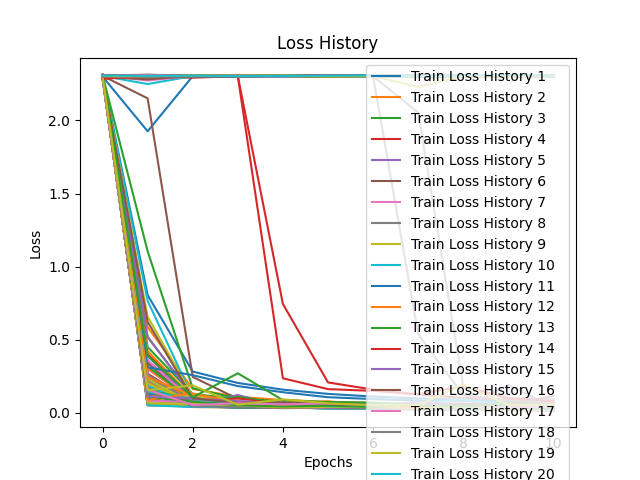 Loss History
Loss
2.0
1.5
1.0
0.5
0.0
0
2
4
6
8
10
Epochs
Train Loss History 1
Train Loss History 2
Train Loss History 3
Train Loss History 4
Train Loss History 5
Train Loss History 6
Train Loss History 7
Train Loss History 8
Train Loss History 9
Train Loss History 10
Train Loss History 11
Train Loss History 12
Train Loss History 13
Train Loss History 14
Train Loss History 15
Train Loss History 16
Train Loss History 17
Train Loss History 18
Train Loss History 19
Train Loss History 20